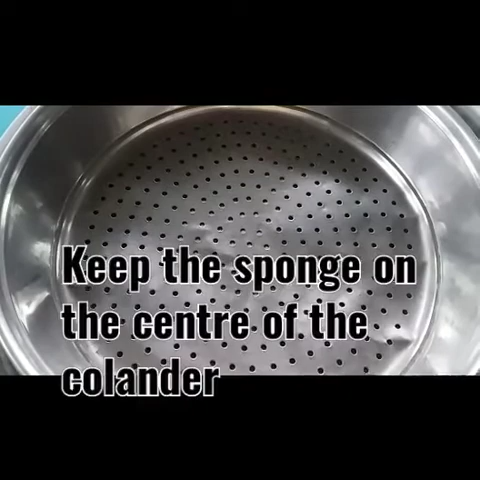 Keep the sponge on
the centre of the
colander